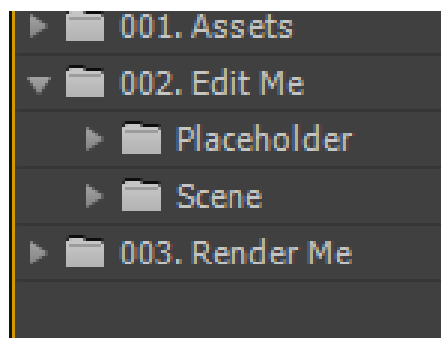 001. Assets
002. Edit Me
Placeholder
Scene
003. Render Me